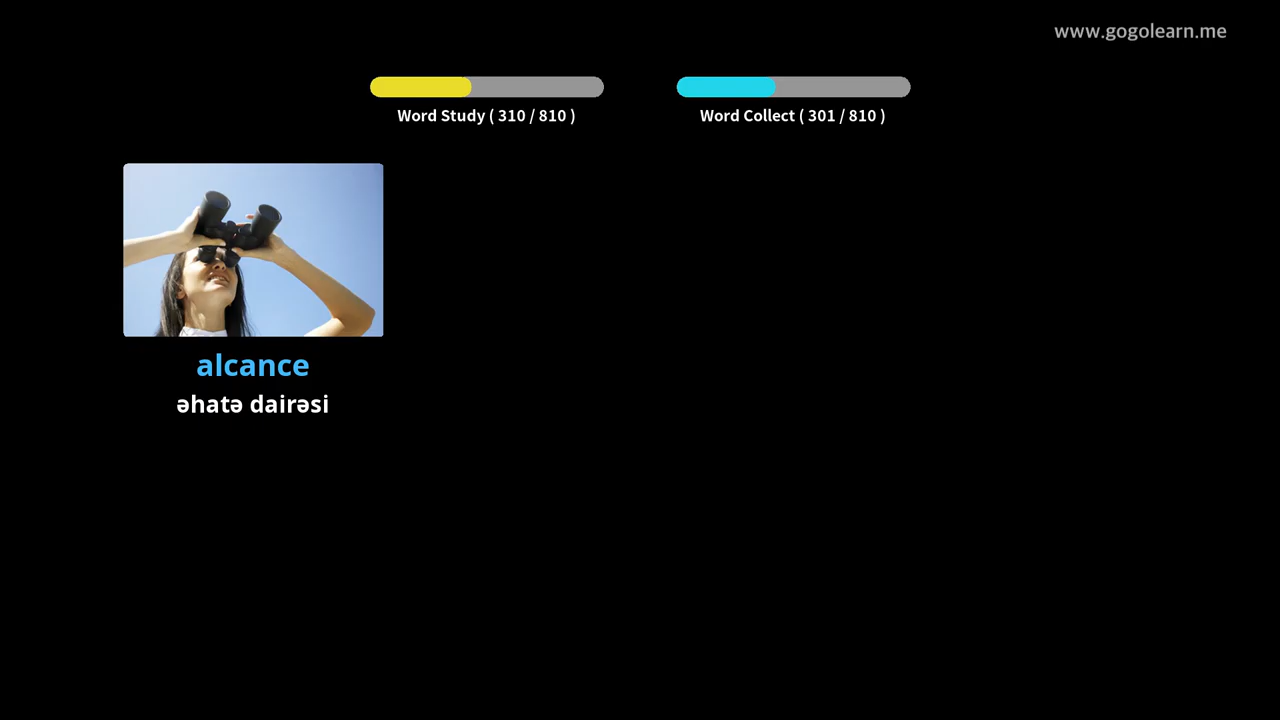 www.gogolearn.me
Word Study ( 310 / 810 )
Word Collect ( 301 / 810 )
alcance
əhatə dairəsi